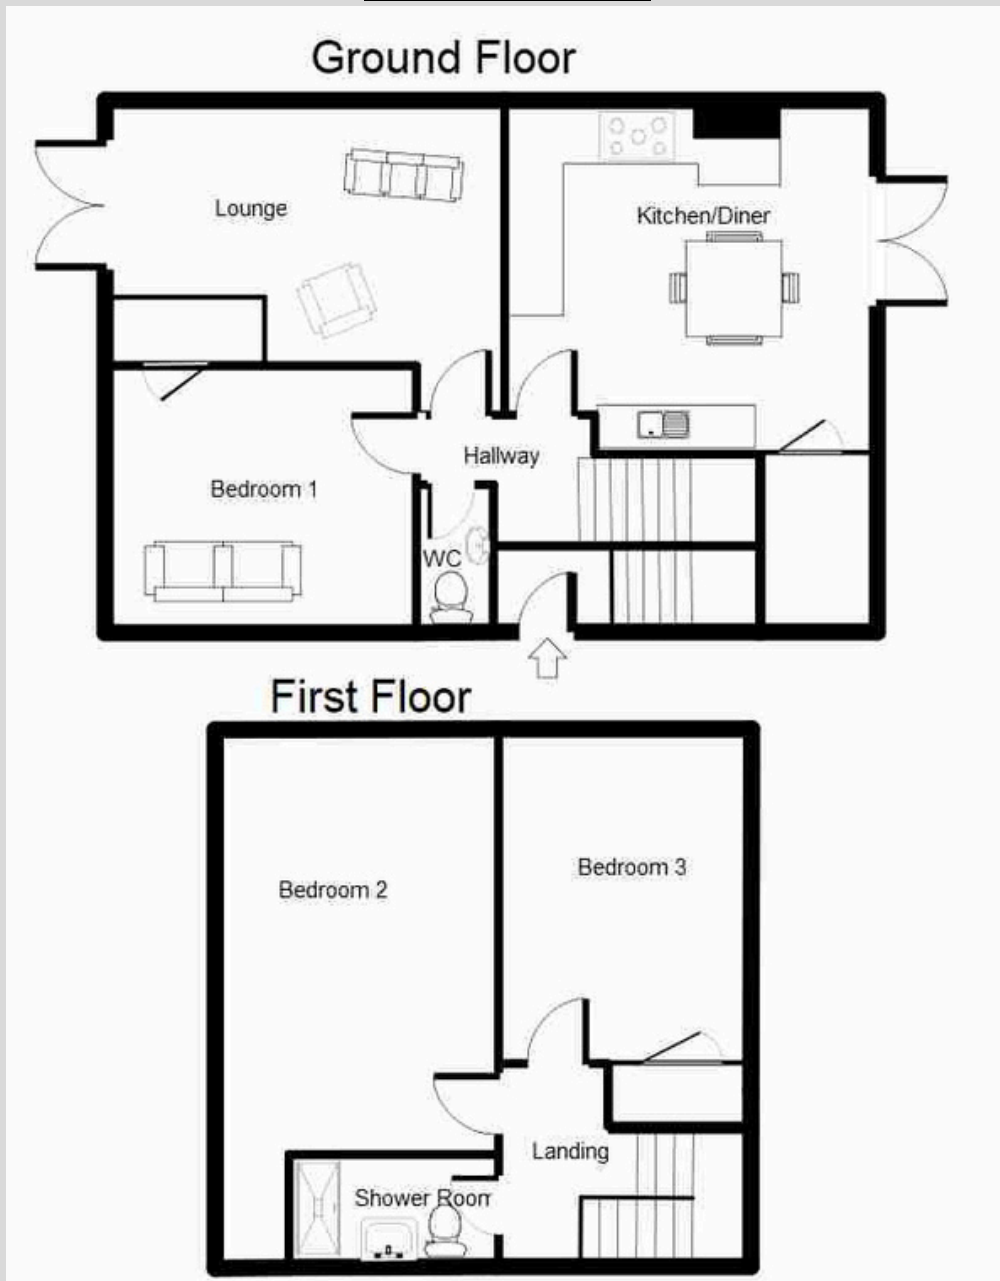 Ground Floor
Lounge
Kitchen/Diner
Hallway
Bedroom 1
WC
First Floor
Bedroom 3
Bedroom 2
Landing
Shower Room